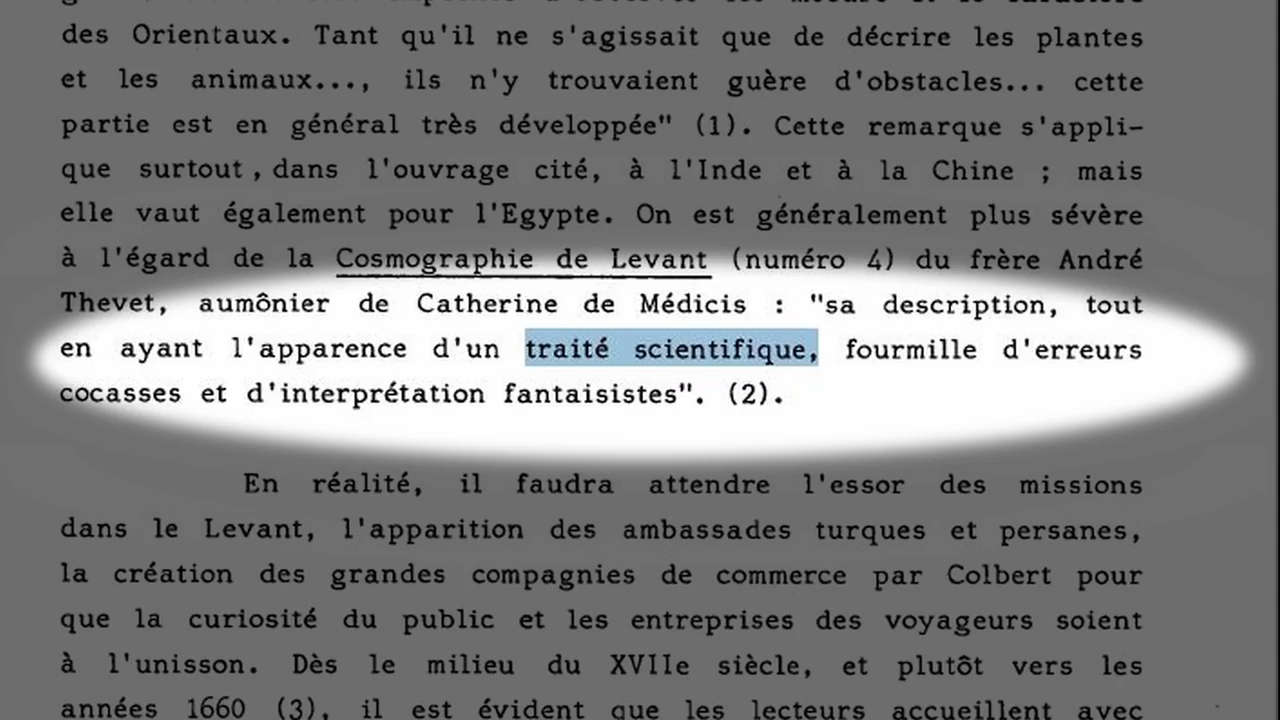 des Orientaux. Tant qu'il ne s'agissait que de décrire les plantes
et les animaux..., ils n'y trouvaient guère d'obstacles... cette
partie est en général très développée" (1). Cette remarque s'appli-
que surtout, dans l'ouvrage cité, à l'Inde et à la Chine ; mais
elle vaut également pour l'Egypte. On est généralement plus sévère
à l'égard de la Cosmographie de Levant (numéro 4) du frère André
Thevet, aumônier de Catherine de Médicis : "sa description, tout
en ayant l'apparence d'un traité scientifique, fourmille d'erreurs
cocasses et d'interprétation fantaisistes". (2).
En réalité, il faudra attendre l'essor des missions
dans le Levant, l'apparition des ambassades turques et persanes,
la création des grandes compagnies de commerce par Colbert pour
que la curiosité du public et les entreprises des voyageurs soient
à l'unisson. Dès le milieu du XVIIe siècle, et plutôt vers les
années 1660 (3), il est évident que les lecteurs accueillent avec